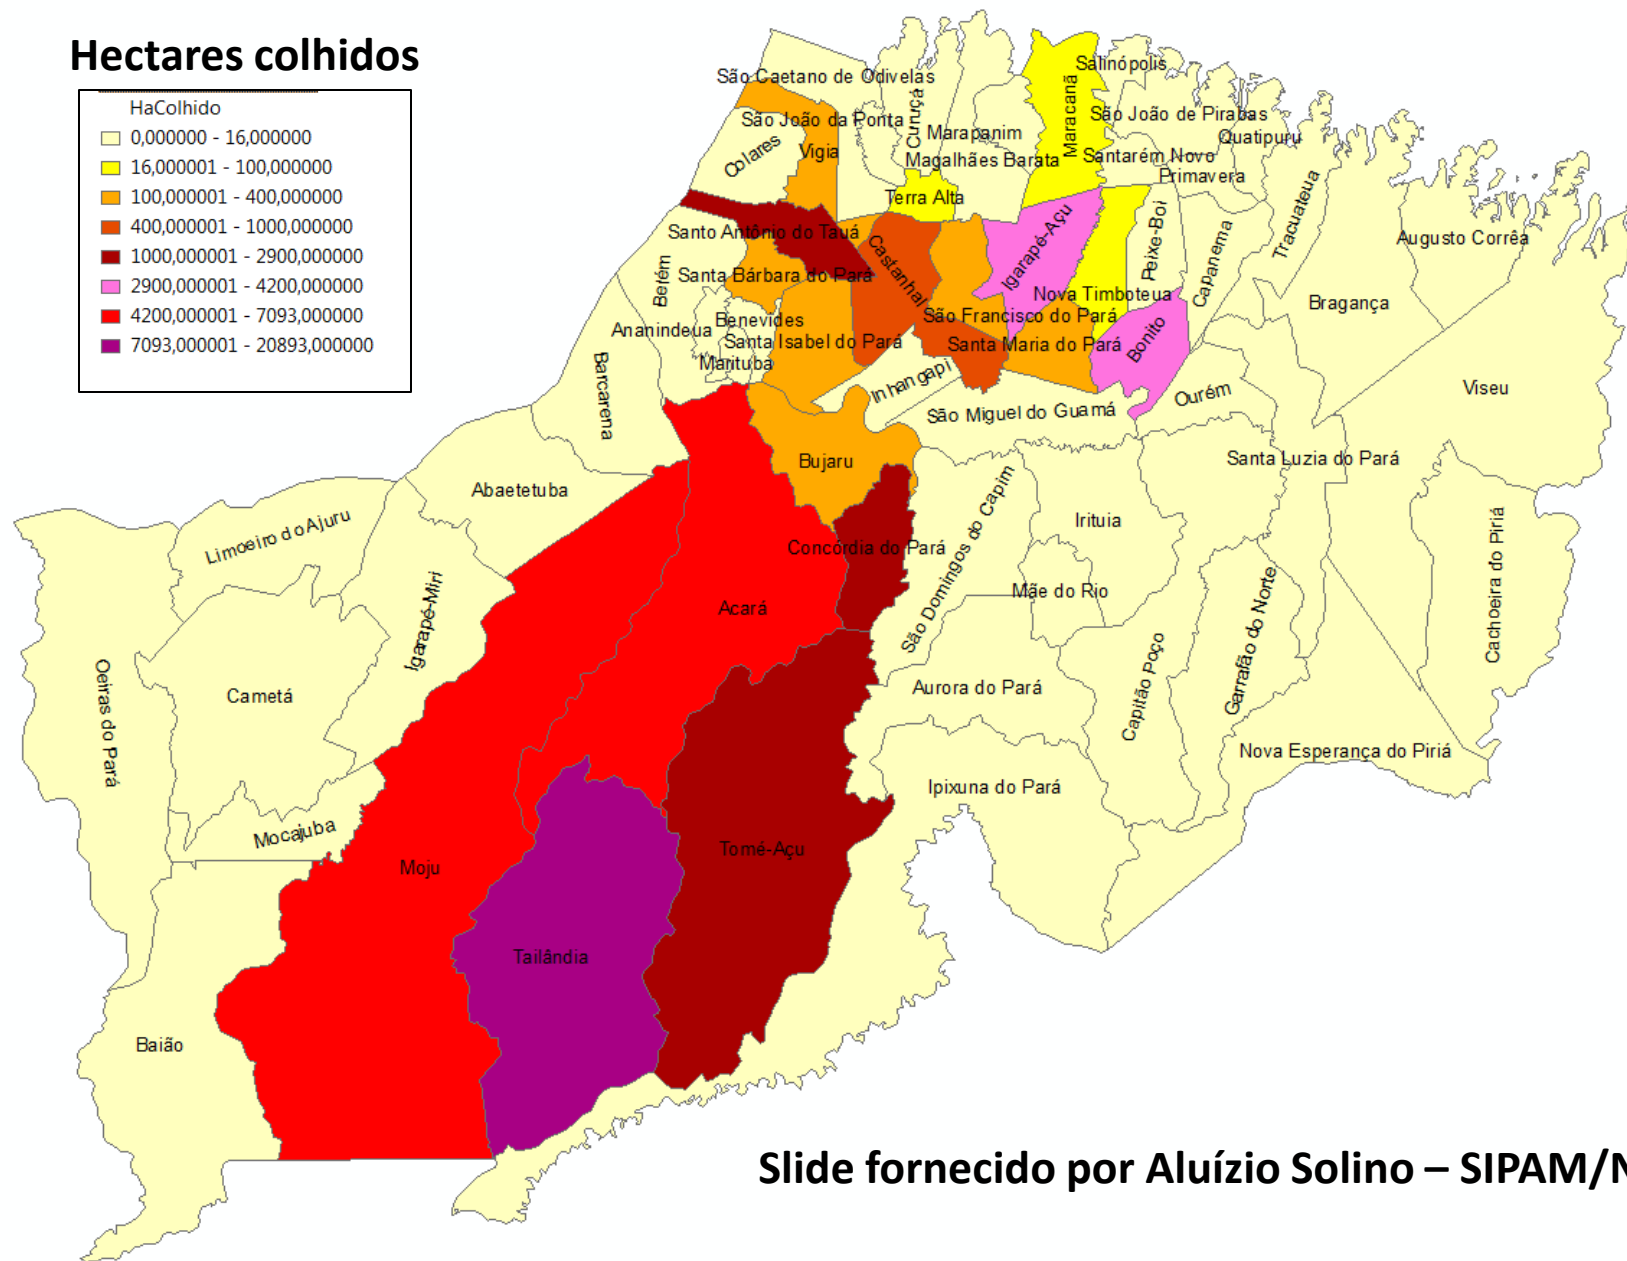 Hectares colhidos
HaColhido
0,000000 - 16,000000
16,000001 - 100,000000
100,000001 - 400,000000
400,000001 - 1000,000000
1000,000001 - 2900,000000
2900,000001 - 4200,000000
4200,000001 - 7093,000000
7093,000001 - 20893,000000
São Caetano de Odivelas
Salinópolis
Maracanã
São João da Ponta
Curuçá
São João de Pirabas
Marapanim
Quatipuru
Colares
Vigia
Magalhães Barata
Santarém Novo
Primavera
Terra Alta
Tracuateua
Santo Antônio do Tauá
Igarapé-Açu
Peixe-Boi
Augusto Corrêa
Castanhal
Capanema
Belém
Santa Bárbara do Pará
Nova Timboteua
Bragança
Benevides
São Francisco do Pará
Ananindeua
Santa Isabel do Pará
Santa Maria do Pará
Bonito
Marituba
Inhangapi
Viseu
Barcarena
São Miguel do Guamá
Ourém
Bujaru
Santa Luzia do Pará
Abaetetuba
Limoeiro do Ajuru
Irituia
Concórdia do Pará
São Domingos do Capim
Cachoeira do Piriá
Mãe do Rio
Acará
Igarapé-Miri
Garrafão do Norte
Cametá
Aurora do Pará
Capitão Poço
Oeiras do Pará
Nova Esperança do Piriá
Ipixuna do Pará
Mocajuba
Tomé-Açu
Moju
Tailândia
Baião
Slide fornecido por Aluízio Solino – SIPAM/N